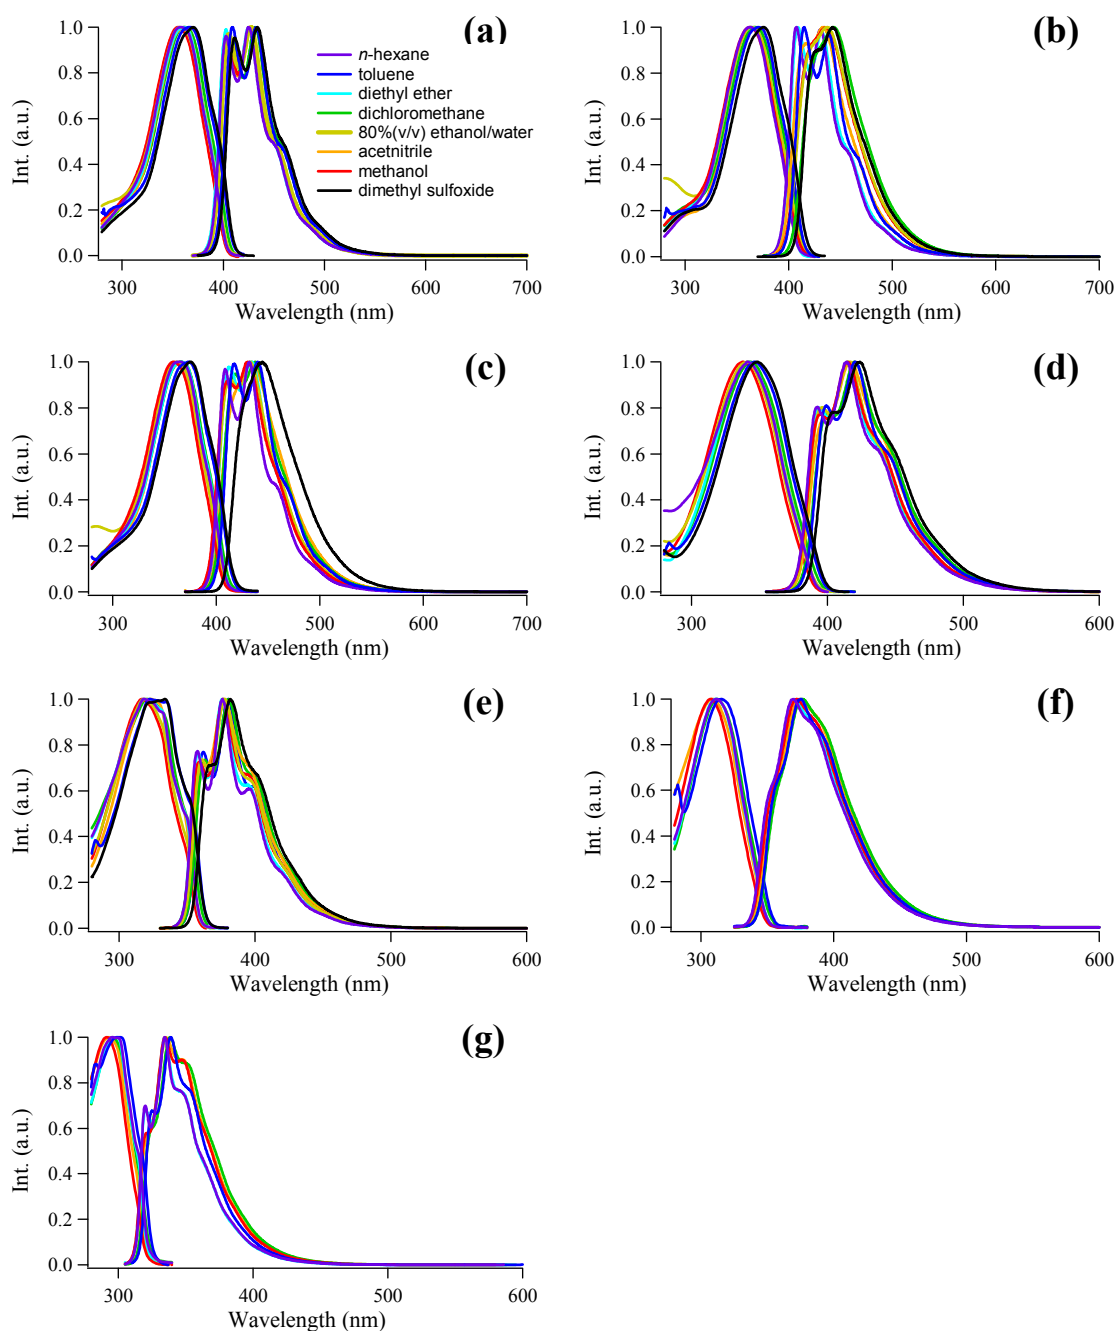 (a)
1.0
0.8
0.6
0.4
0.2
0.0
Int. (a.u.)
n-hexane
toluene
diethyl ether
dichloromethane
80%(v/v) ethanol/water
acetnitrile
methanol
dimethyl sulfoxide
300 400 500 600 700
Wavelength (nm)
(b)
1.0
0.8
0.6
0.4
0.2
0.0
Int. (a.u.)
300 400 500 600 700
Wavelength (nm)
(c)
1.0
0.8
0.6
0.4
0.2
0.0
Int. (a.u.)
300 400 500 600 700
Wavelength (nm)
(d)
1.0
0.8
0.6
0.4
0.2
0.0
Int. (a.u.)
300 400 500 600
Wavelength (nm)
(e)
1.0
0.8
0.6
0.4
0.2
0.0
Int. (a.u.)
300 400 500 600
Wavelength (nm)
(f)
1.0
0.8
0.6
0.4
0.2
0.0
Int. (a.u.)
300 400 500 600
Wavelength (nm)
(g)
1.0
0.8
0.6
0.4
0.2
0.0
Int. (a.u.)
300 400 500 600
Wavelength (nm)